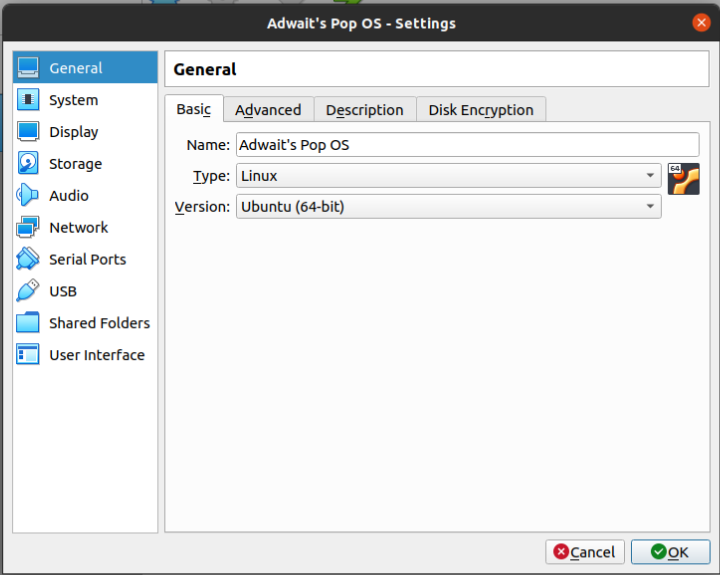 Adwait's Pop OS - Settings
General
System
Display
Storage
Audio
Network
Serial Ports
USB
Shared Folders
User Interface
General
Basic Advanced Description Disk Encryption
Name: Adwait's Pop OS
Type: Linux
64
Version: Ubuntu (64-bit)
Cancel OK